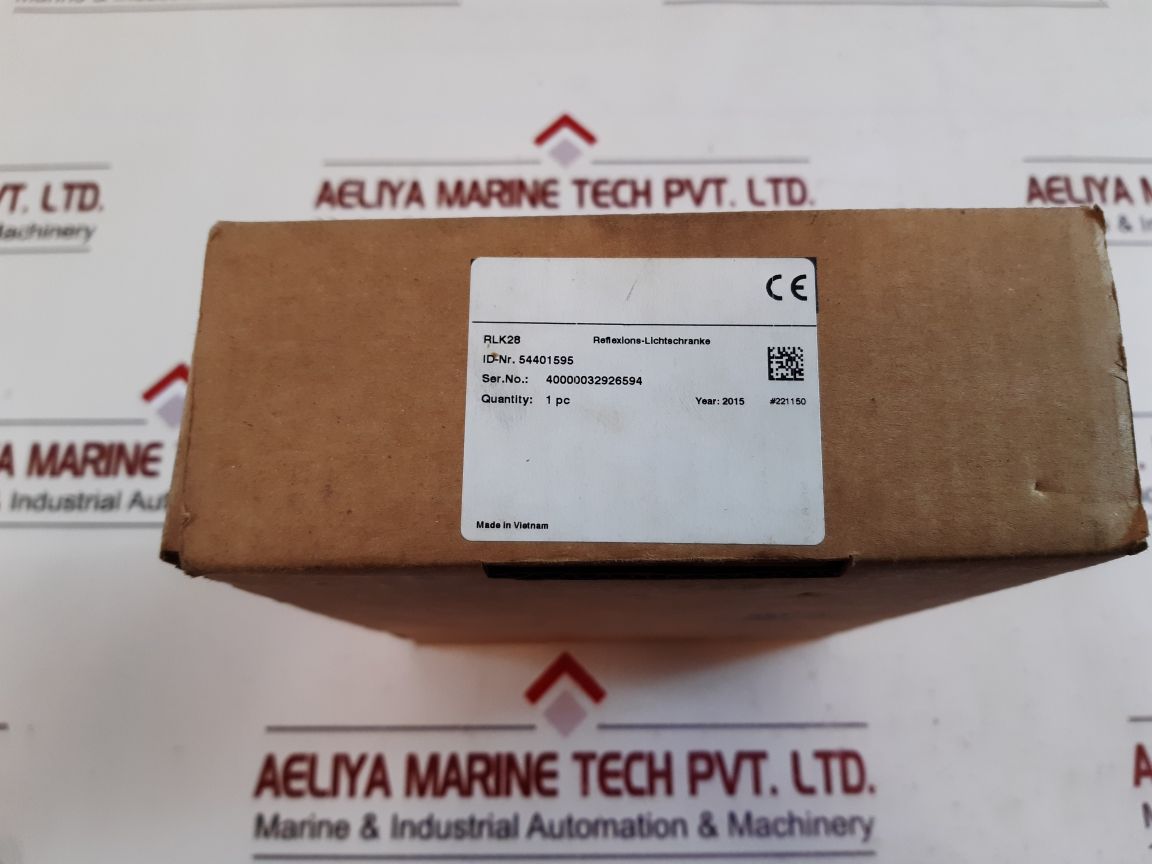 Marine & Industrial
AELIYA MARINE TECH PVT. LTD.
VT. LTD.
Machinery
AELIYA M
& In
CE
RLK28 Reflexions-Lichtschranke
ID-Nr. 54401595
Ser.No.: 40000032926594
Quantity: 1 pc Year: 2015 #221150
Made in Vietnam
A MARINE
& Industrial Aut
AELIYA MARINE TECH PVT. LTD.
Marine & Industrial Automation & Machinery
A